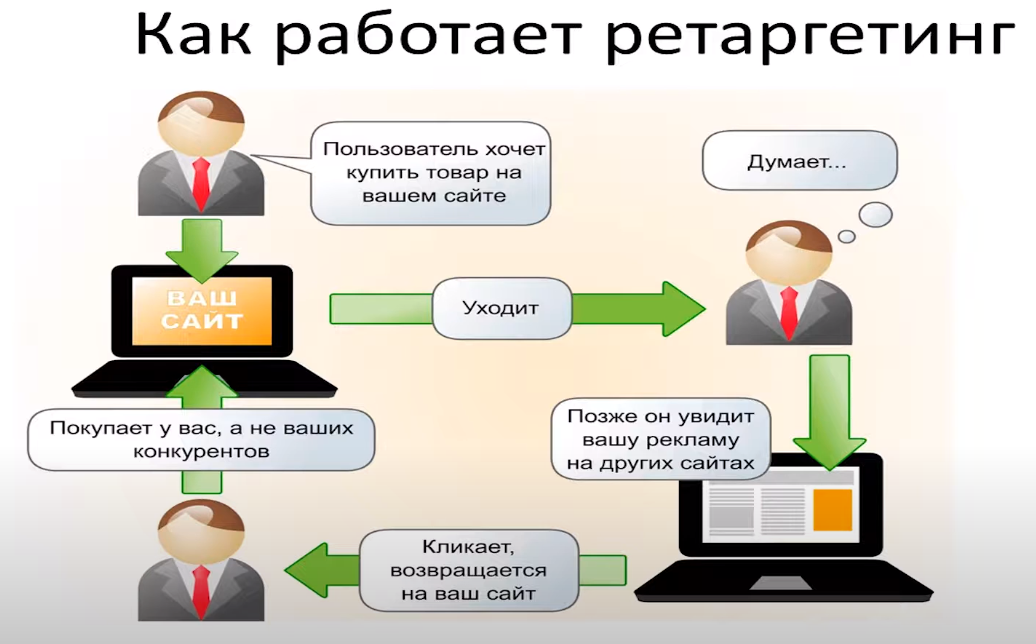 Как работает ретаргетинг
Пользователь хочет
купить товар на
вашем сайте
Думает...
ВАШ
САЙТ
Уходит
Покупает у вас, а не ваших
конкурентов
Позже он увидит
вашу рекламу
на других сайтах
Кликает,
возвращается
на ваш сайт